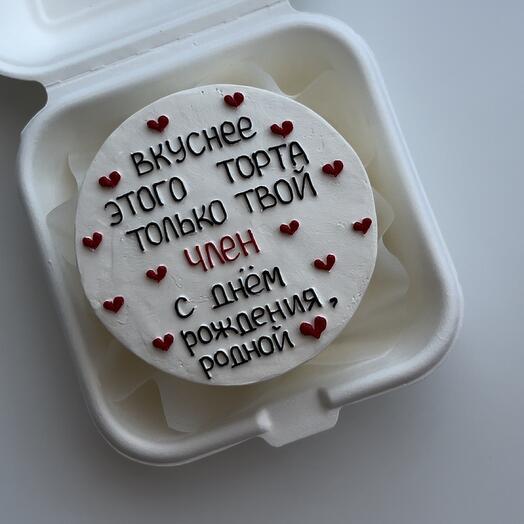 ВКУСНЕЕ
ЭТОГО ТОРТА
ТОЛЬКО ТВОЙ
ЧЛЕН
С ДНЁМ
РОЖДЕНИЯ,
РОДНОЙ